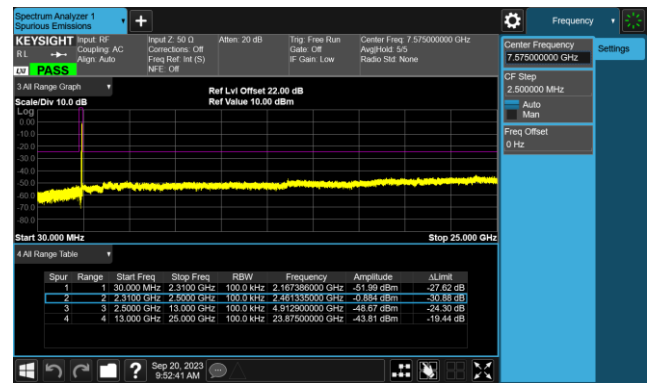 Spectrum Analyzer 1
Spurious Emissions
Frequency
KEYSIGHT
RL
LXI
PASS
Input: RF
Coupling: AC
Align: Auto
Input Z: 50 Ω
Corrections: Off
Freq Ref: Int (S)
NFE: Off
Atten: 20 dB
Trig: Free Run
Gate: Off
IF Gain: Low
Center Freq: 7.575000000 GHz
Avg|Hold: 5/5
Radio Std: None
Center Frequency
7.575000000 GHz
Settings
CF Step
2.500000 MHz
Auto
Man
Freq Offset
0 Hz
3 All Range Graph
Scale/Div 10.0 dB
Ref Lvl Offset 22.00 dB
Ref Value 10.00 dBm
Log
0.00
-10.0
-20.0
-30.0
-40.0
-50.0
-60.0
-70.0
-80.0
Start 30.000 MHz
Stop 25.000 GHz
4 All Range Table
Spur Range Start Freq Stop Freq RBW Frequency Amplitude ΔLimit
1 1 30.000 MHz 2.3100 GHz 100.0 kHz 2.167386000 GHz -51.99 dBm -27.62 dB
2 2 2.3100 GHz 2.5000 GHz 100.0 kHz 2.461335000 GHz -0.884 dBm -30.88 dB
3 3 2.5000 GHz 13.000 GHz 100.0 kHz 4.912900000 GHz -48.67 dBm -24.30 dB
4 4 13.000 GHz 25.000 GHz 100.0 kHz 23.87500000 GHz -43.81 dBm -19.44 dB
Sep 20, 2023
9:52:41 AM